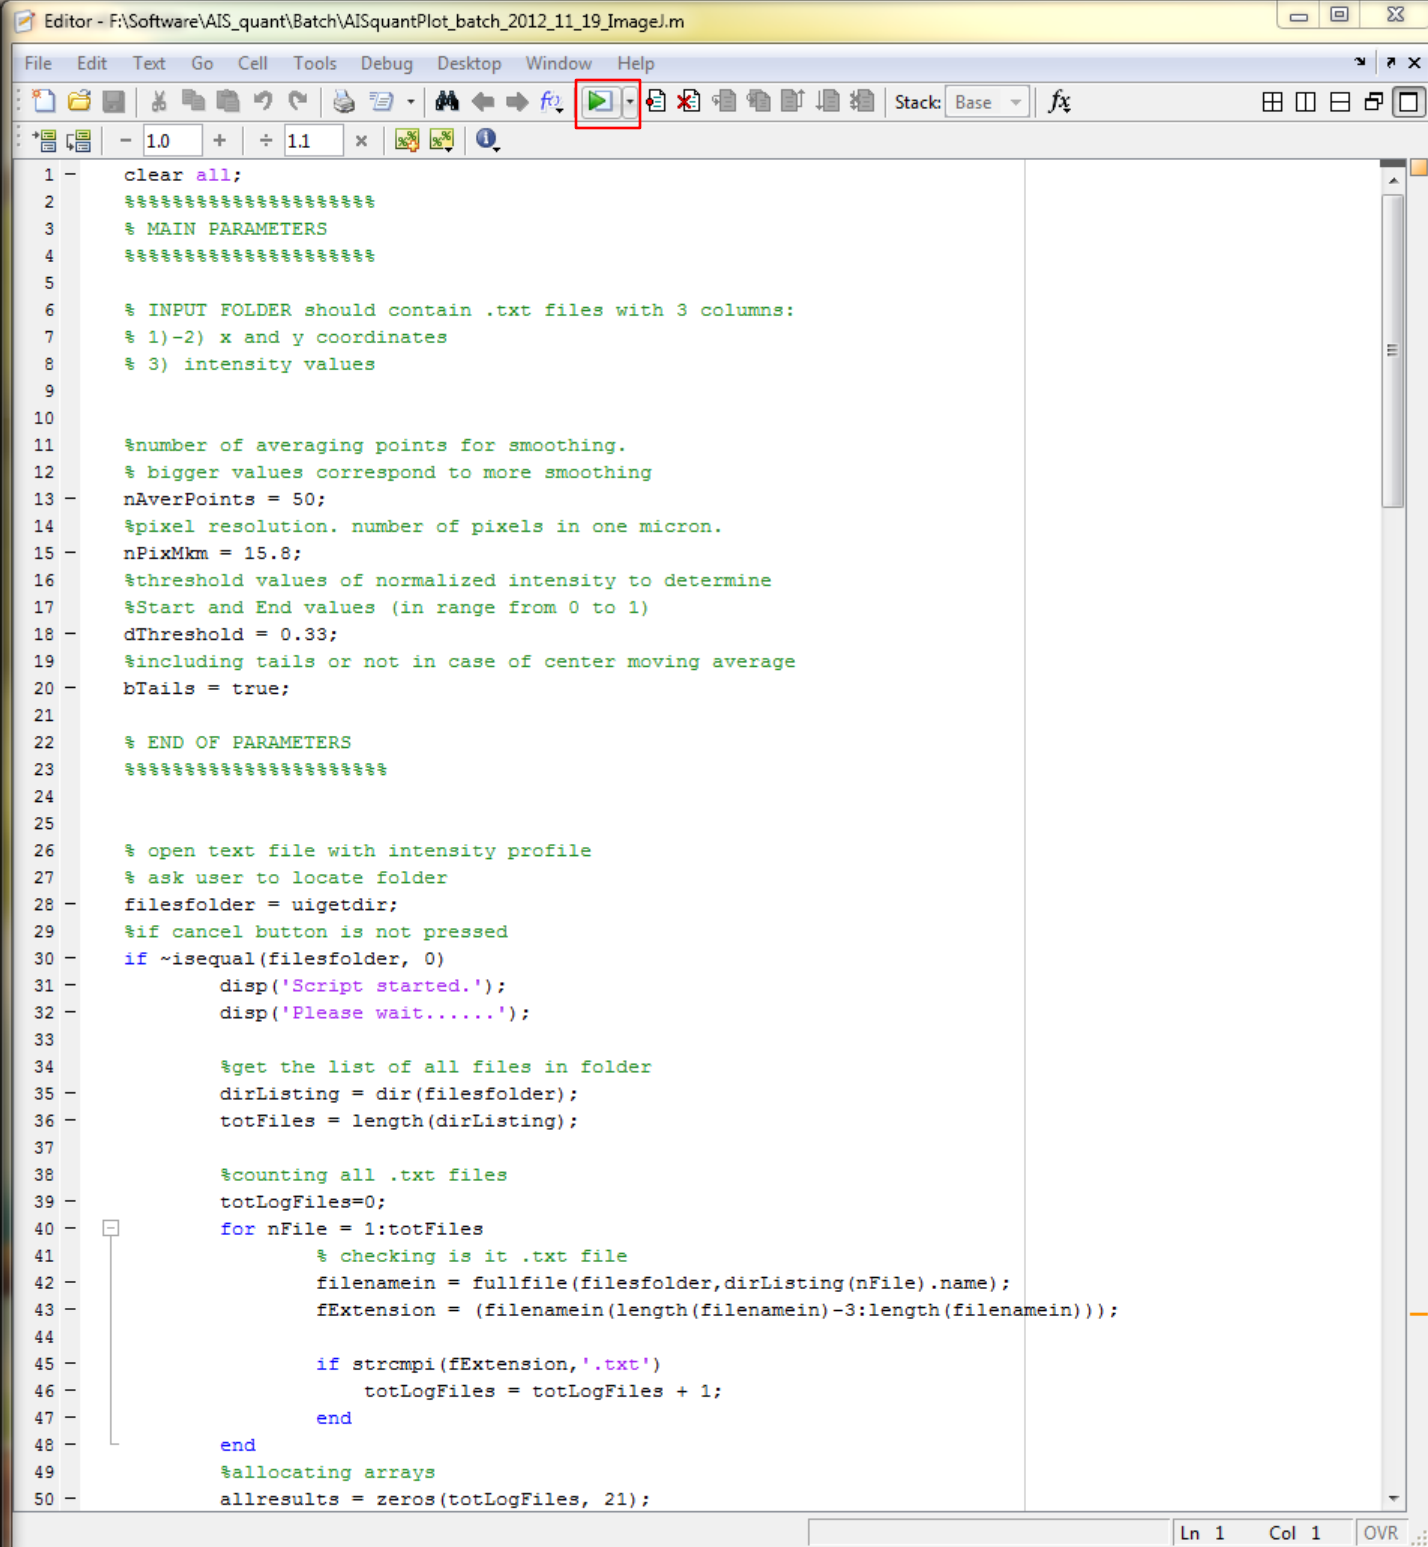 Editor - F:\Software\AIS_quant\Batch\AISquantPlot_batch_2012_11_19_ImageJ.m
File Edit Text Go Cell Tools Debug Desktop Window Help
Stack: Base fx
− 1.0 + ÷ 1.1 ×
1 − clear all;
2 %%%%%%%%%%%%%%%%%%%%%
3 % MAIN PARAMETERS
4 %%%%%%%%%%%%%%%%%%%%%
5
6 % INPUT FOLDER should contain .txt files with 3 columns:
7 % 1)-2) x and y coordinates
8 % 3) intensity values
9
10
11 %number of averaging points for smoothing.
12 % bigger values correspond to more smoothing
13 − nAverPoints = 50;
14 %pixel resolution. number of pixels in one micron.
15 − nPixMkm = 15.8;
16 %threshold values of normalized intensity to determine
17 %Start and End values (in range from 0 to 1)
18 − dThreshold = 0.33;
19 %including tails or not in case of center moving average
20 − bTails = true;
21
22 % END OF PARAMETERS
23 %%%%%%%%%%%%%%%%%%%%%%
24
25
26 % open text file with intensity profile
27 % ask user to locate folder
28 − filesfolder = uigetdir;
29 %if cancel button is not pressed
30 − if ~isequal(filesfolder, 0)
31 − disp('Script started.');
32 − disp('Please wait......');
33
34 %get the list of all files in folder
35 − dirListing = dir(filesfolder);
36 − totFiles = length(dirListing);
37
38 %counting all .txt files
39 − totLogFiles=0;
40 − for nFile = 1:totFiles
41 % checking is it .txt file
42 − filenamein = fullfile(filesfolder,dirListing(nFile).name);
43 − fExtension = (filenamein(length(filenamein)-3:length(filenamein)));
44
45 − if strcmpi(fExtension,'.txt')
46 − totLogFiles = totLogFiles + 1;
47 − end
48 − end
49 %allocating arrays
50 − allresults = zeros(totLogFiles, 21);
Ln 1 Col 1 OVR